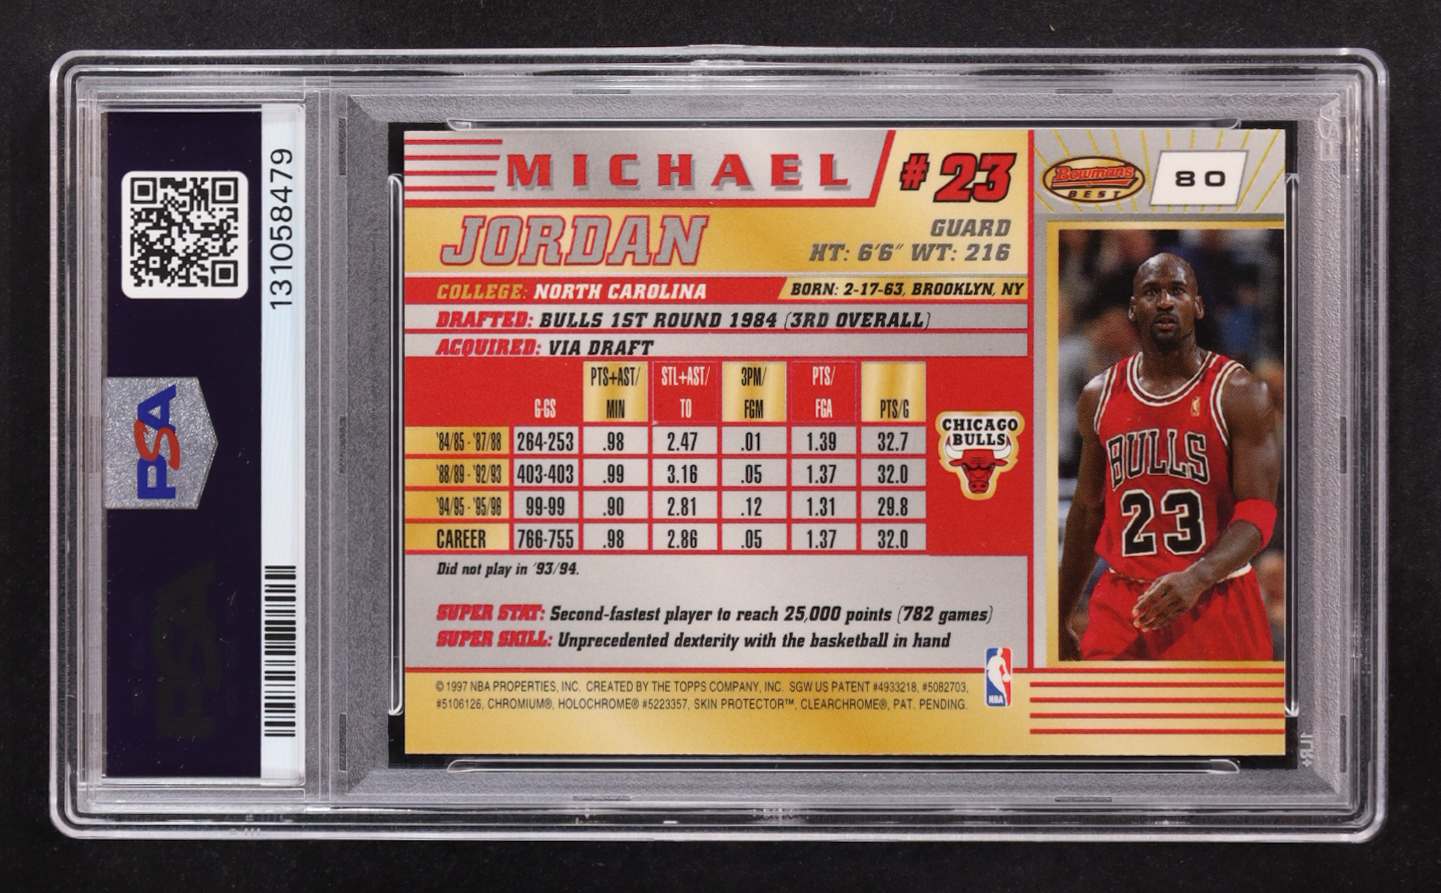 131058479
PSA
MICHAEL
#23
Bowman's
BEST
80
JORDAN
GUARD
HT: 6'6" WT: 216
COLLEGE: NORTH CAROLINA
BORN: 2-17-63, BROOKLYN, NY
DRAFTED: BULLS 1ST ROUND 1984 (3RD OVERALL)
ACQUIRED: VIA DRAFT
G-GS PTS+AST/MIN STL+AST/TO 3PM/FGM PTS/FGA PTS/G
'84/85 - '87/88 264-253 .98 2.47 .01 1.39 32.7
'88/89 - '92/93 403-403 .99 3.16 .05 1.37 32.0
'94/95 - '95/96 99-99 .90 2.81 .12 1.31 29.8
CAREER 766-755 .98 2.86 .05 1.37 32.0
CHICAGO
BULLS
BULLS
23
Did not play in '93/94.
SUPER STAT: Second-fastest player to reach 25,000 points (782 games)
SUPER SKILL: Unprecedented dexterity with the basketball in hand
NBA
© 1997 NBA PROPERTIES, INC. CREATED BY THE TOPPS COMPANY, INC. SGW US PATENT #4933218, #5082703,
#5106126, CHROMIUM®, HOLOCHROME® #5223357, SKIN PROTECTOR™, CLEARCHROME®, PAT. PENDING.